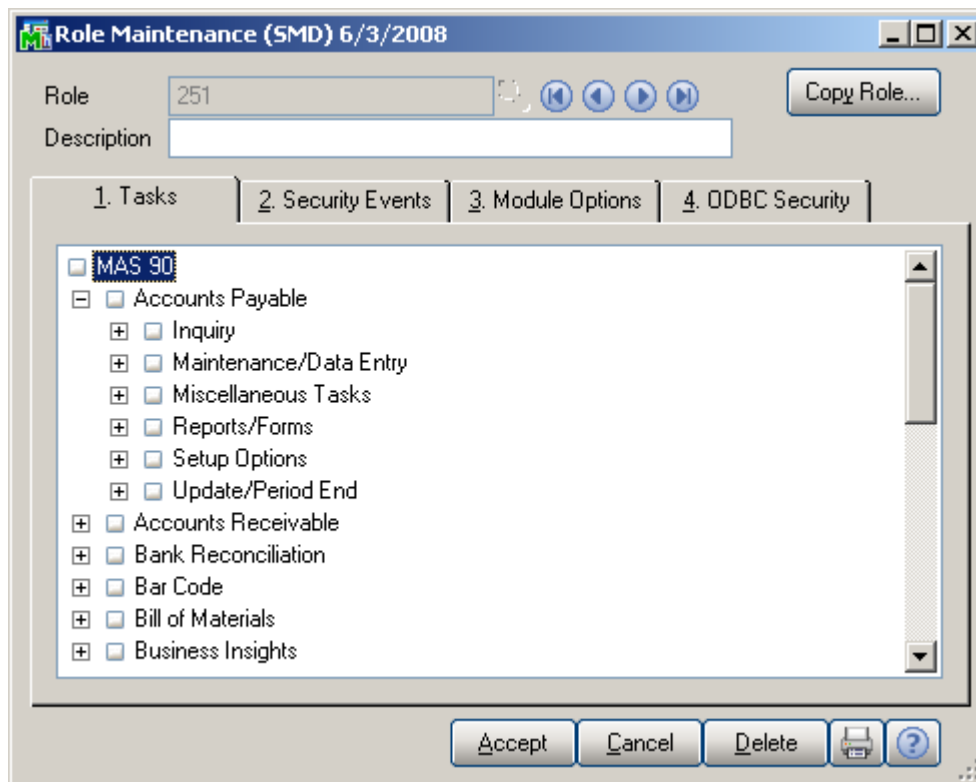 Role Maintenance (SMD) 6/3/2008
Role 251 Copy Role...
Description
1. Tasks 2. Security Events 3. Module Options 4. ODBC Security
MAS 90
Accounts Payable
Inquiry
Maintenance/Data Entry
Miscellaneous Tasks
Reports/Forms
Setup Options
Update/Period End
Accounts Receivable
Bank Reconciliation
Bar Code
Bill of Materials
Business Insights
Accept Cancel Delete ?